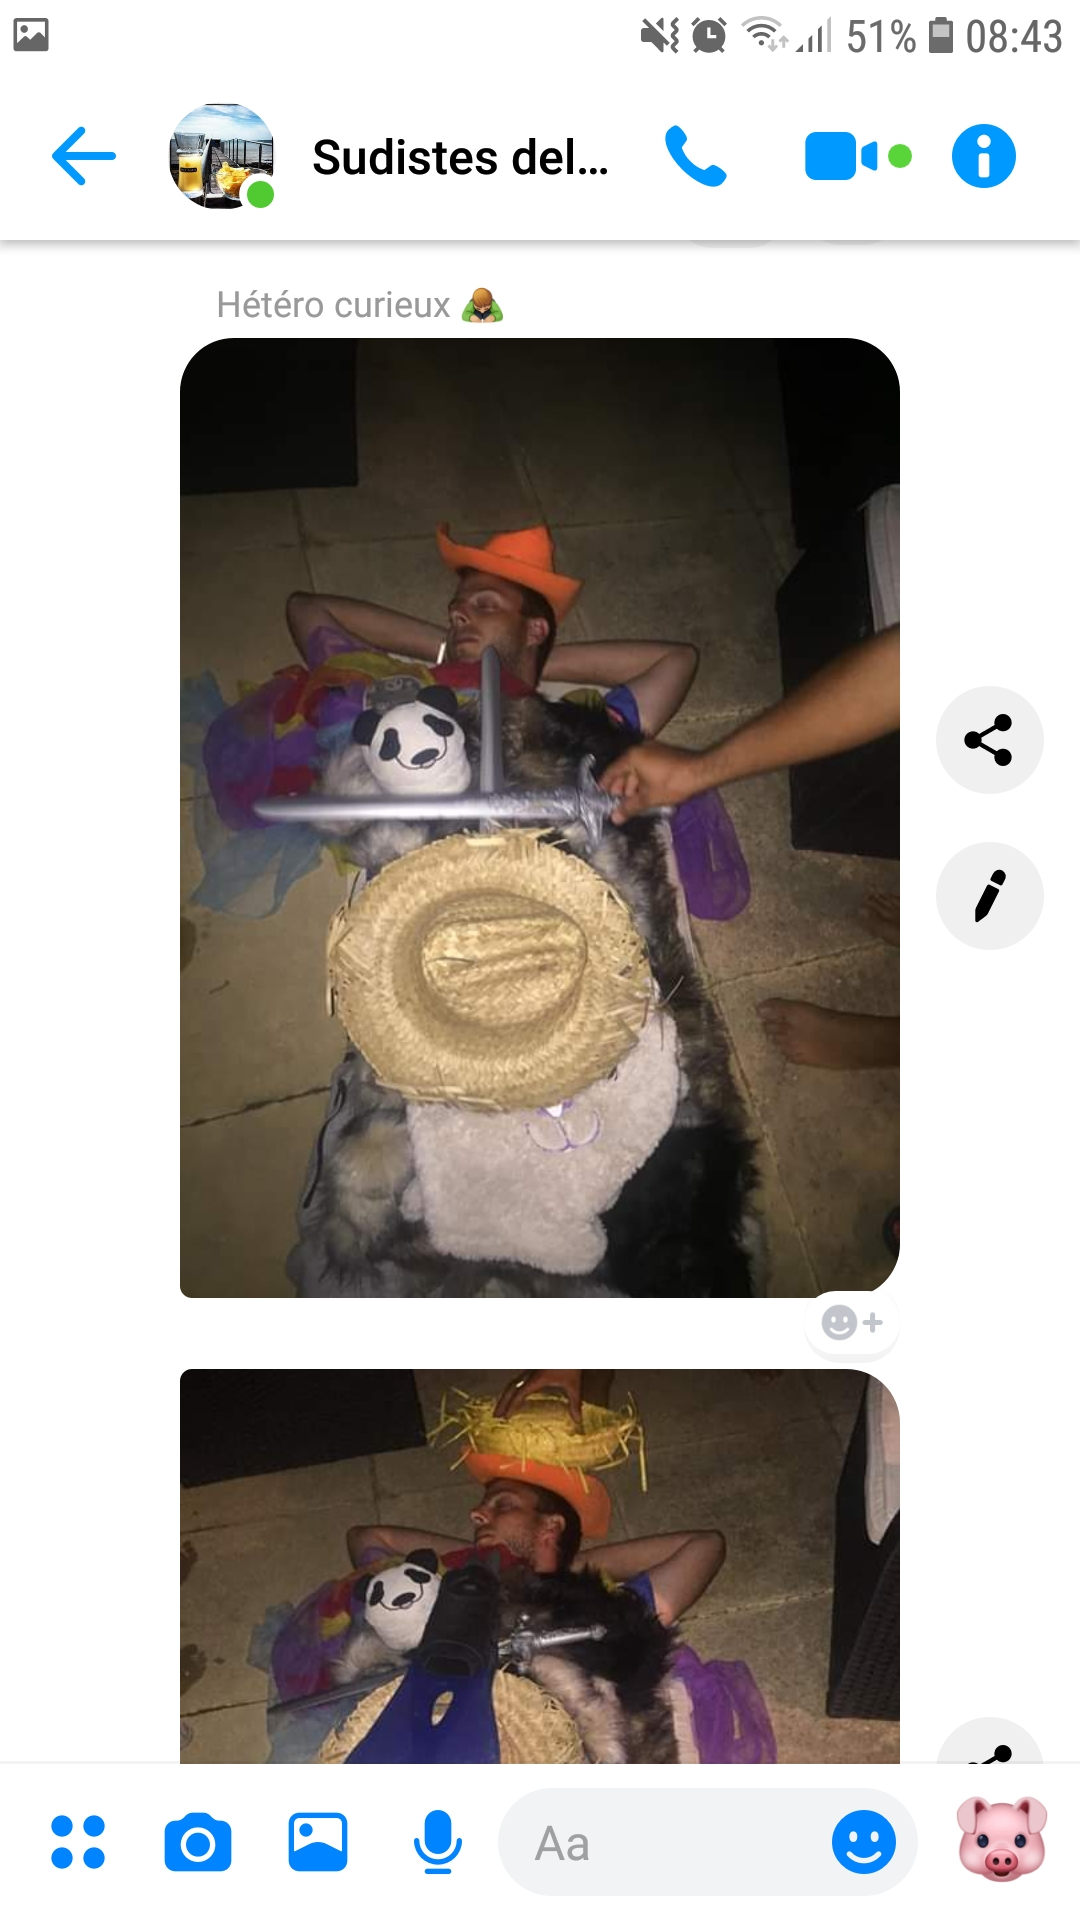 51% 08:43
Sudistes del...
Hétéro curieux
Aa